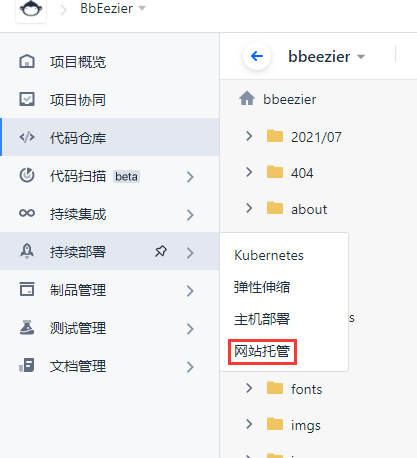 BbEezier
项目概览
项目协同
代码仓库
代码扫描 beta
持续集成
持续部署
制品管理
测试管理
文档管理
bbeezier
bbeezier
2021/07
404
about
Kubernetes
弹性伸缩
主机部署
网站托管
fonts
imgs